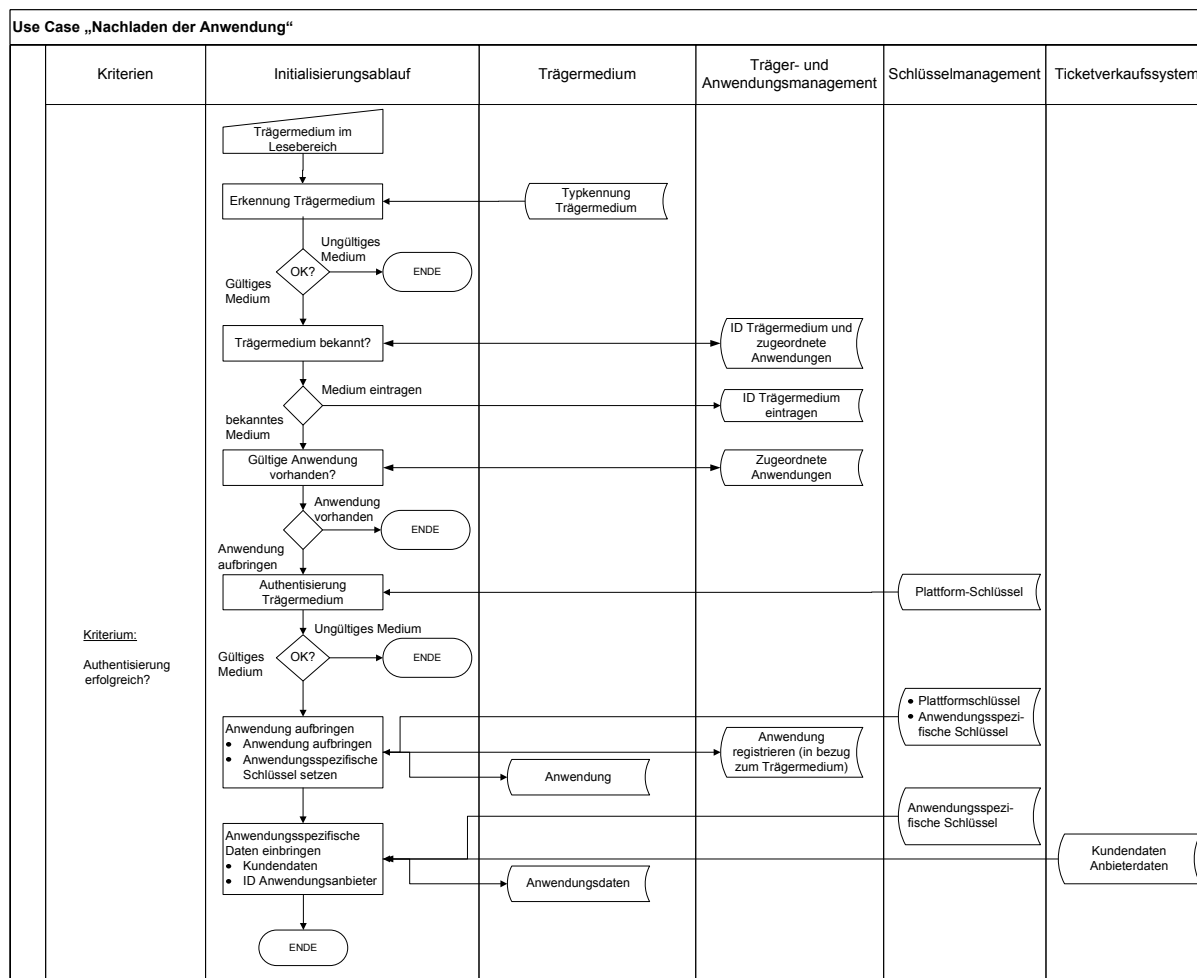 Use Case „Nachladen der Anwendung“
Kriterien
Initialisierungsablauf
Trägermedium
Träger- und
Anwendungsmanagement
Schlüsselmanagement
Ticketverkaufssystem
Trägermedium im
Lesebereich
Erkennung Trägermedium
Typkennung
Trägermedium
Ungültiges
Medium
OK?
ENDE
Gültiges
Medium
Trägermedium bekannt?
ID Trägermedium und
zugeordnete
Anwendungen
Medium eintragen
ID Trägermedium
eintragen
bekanntes
Medium
Gültige Anwendung
vorhanden?
Zugeordnete
Anwendungen
Anwendung
vorhanden
ENDE
Anwendung
aufbringen
Authentisierung
Trägermedium
Plattform-Schlüssel
Kriterium:
Authentisierung
erfolgreich?
Ungültiges Medium
OK?
ENDE
Gültiges
Medium
• Plattformschlüssel
• Anwendungsspezi-
fische Schlüssel
Anwendung aufbringen
• Anwendung aufbringen
• Anwendungsspezifische
Schlüssel setzen
Anwendung
registrieren (in bezug
zum Trägermedium)
Anwendung
Anwendungsspezi-
fische Schlüssel
Anwendungsspezifische
Daten einbringen
• Kundendaten
• ID Anwendungsanbieter
Kundendaten
Anbieterdaten
Anwendungsdaten
ENDE